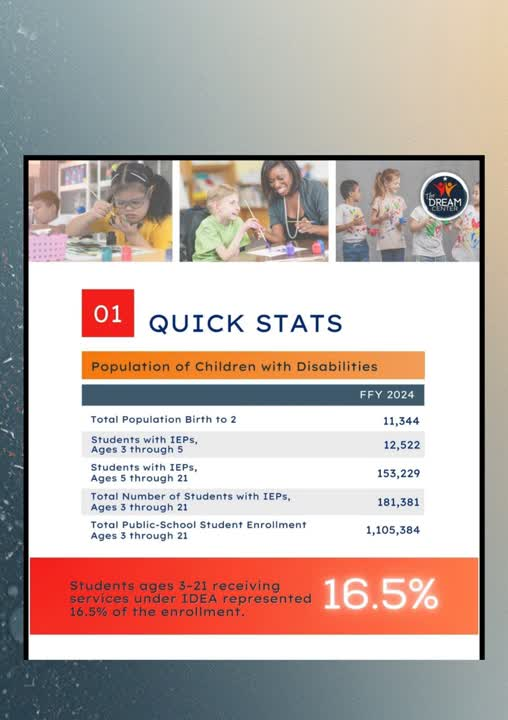 The
DREAM
CENTER
01
QUICK STATS
Population of Children with Disabilities
FFY 2024
Total Population Birth to 2
11,344
Students with IEPs,
Ages 3 through 5
12,522
Students with IEPs,
Ages 5 through 21
153,229
Total Number of Students with IEPs,
Ages 3 through 21
181,381
Total Public-School Student Enrollment
Ages 3 through 21
1,105,384
Students ages 3-21 receiving
services under IDEA represented
16.5% of the enrollment.
16.5%